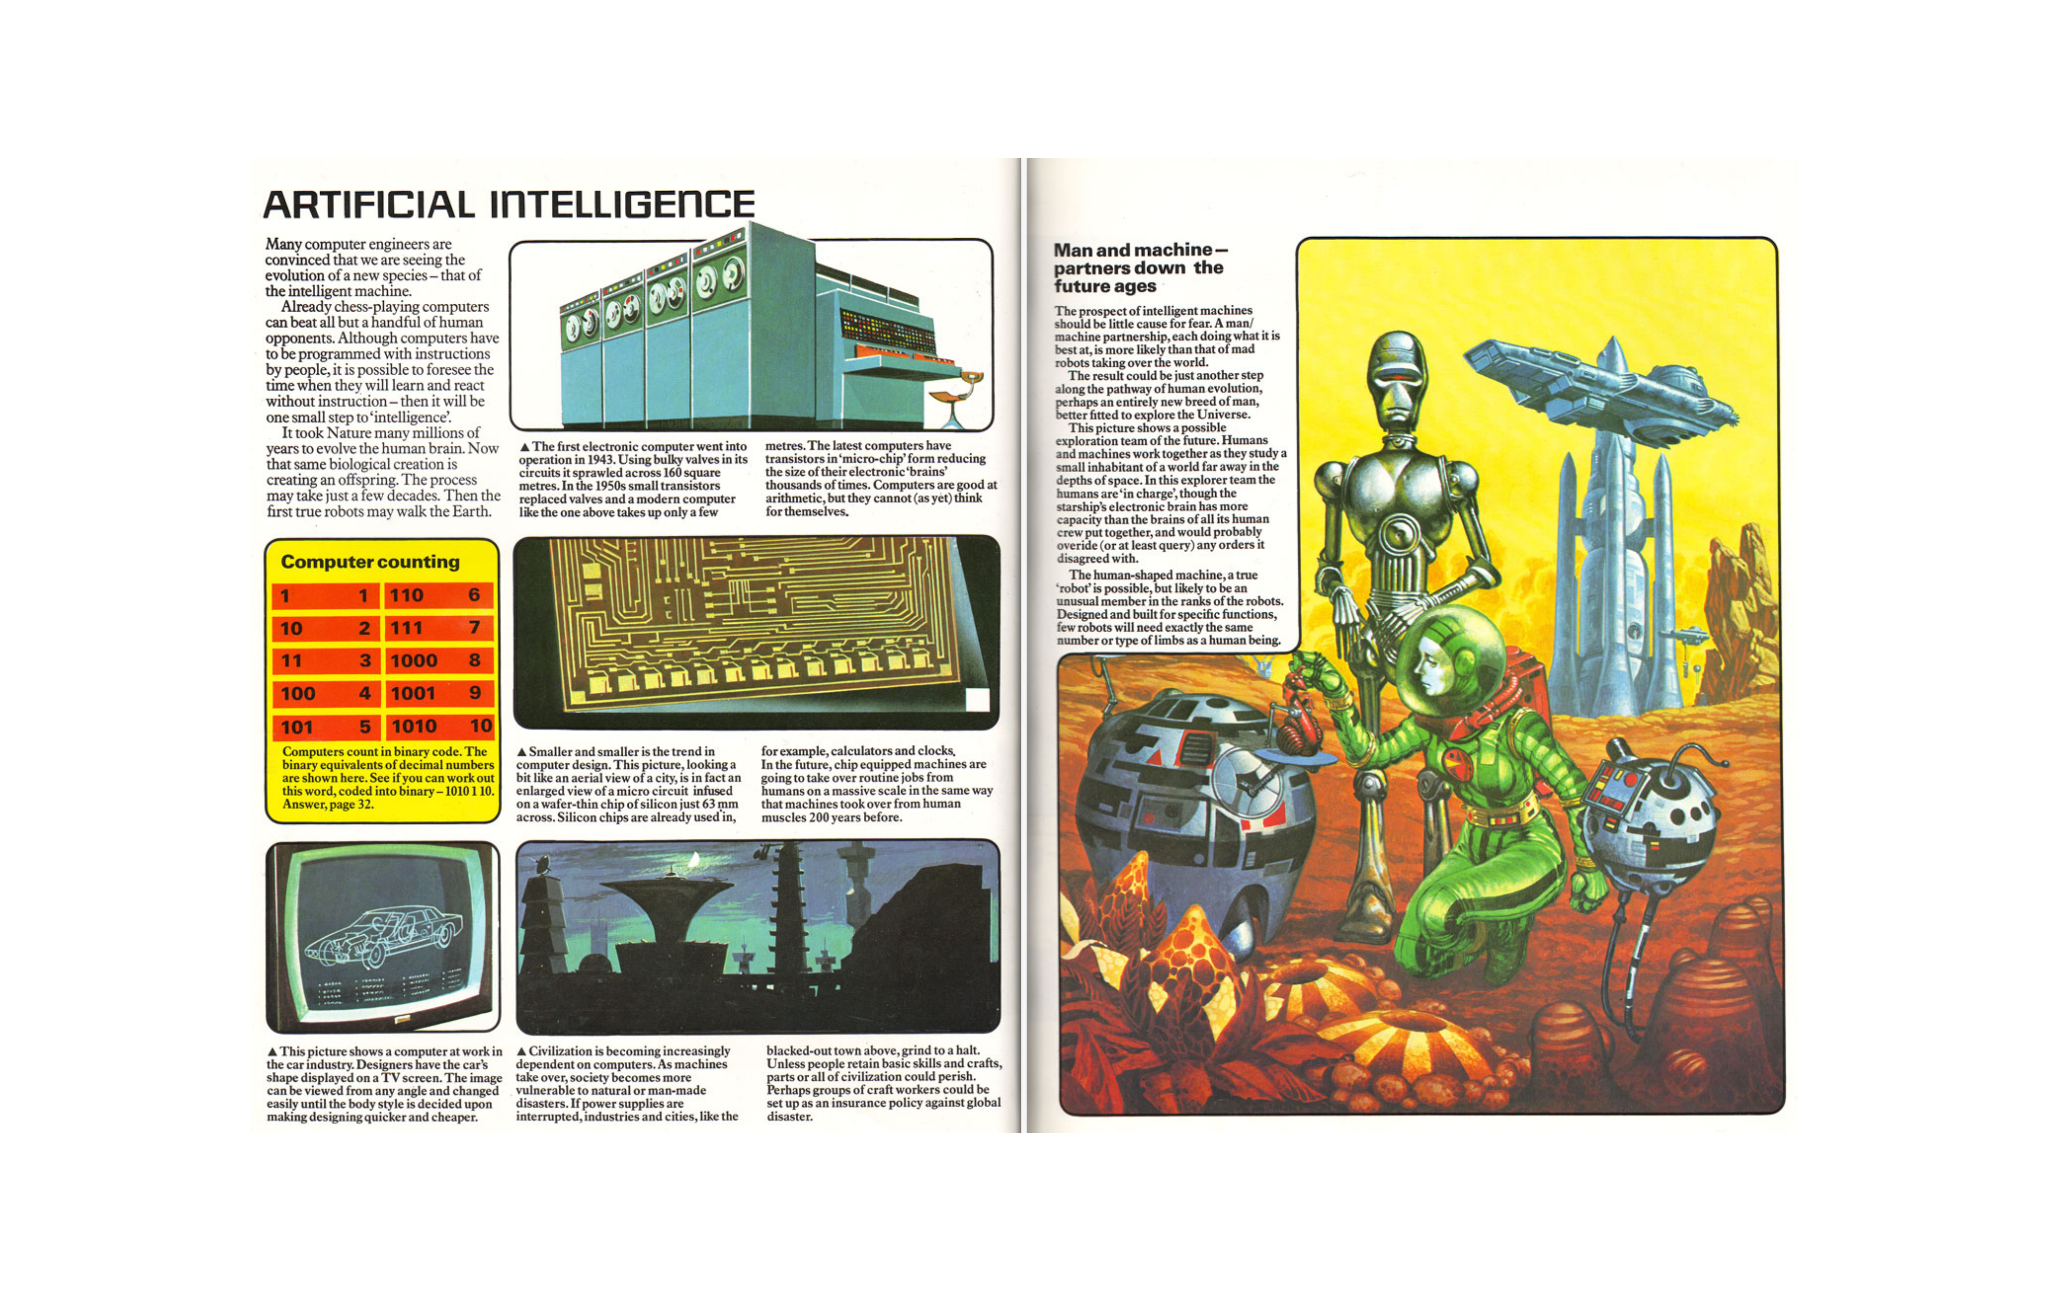 ARTIFICIAL INTELLIGENCE
Many computer engineers are
convinced that we are seeing the
evolution of a new species – that of
the intelligent machine.
Already chess-playing computers
can beat all but a handful of human
opponents. Although computers have
to be programmed with instructions
by people, it is possible to foresee the
time when they will learn and react
without instruction – then it will be
one small step to 'intelligence'.
It took Nature many millions of
years to evolve the human brain. Now
that same biological creation is
creating an offspring. The process
may take just a few decades. Then the
first true robots may walk the Earth.
▲ The first electronic computer went into
operation in 1943. Using bulky valves in its
circuits it sprawled across 160 square
metres. In the 1950s small transistors
replaced valves and a modern computer
like the one above takes up only a few
metres. The latest computers have
transistors in 'micro-chip' form reducing
the size of their electronic 'brains'
thousands of times. Computers are good at
arithmetic, but they cannot (as yet) think
for themselves.
Computer counting
1 1 110 6
10 2 111 7
11 3 1000 8
100 4 1001 9
101 5 1010 10
Computers count in binary code. The
binary equivalents of decimal numbers
are shown here. See if you can work out
this word, coded into binary – 1010 1 10.
Answer, page 32.
▲ Smaller and smaller is the trend in
computer design. This picture, looking a
bit like an aerial view of a city, is in fact an
enlarged view of a micro circuit infused
on a wafer-thin chip of silicon just 63 mm
across. Silicon chips are already used in,
for example, calculators and clocks.
In the future, chip equipped machines are
going to take over routine jobs from
humans on a massive scale in the same way
that machines took over from human
muscles 200 years before.
▲ This picture shows a computer at work in
the car industry. Designers have the car's
shape displayed on a TV screen. The image
can be viewed from any angle and changed
easily until the body style is decided upon
making designing quicker and cheaper.
▲ Civilization is becoming increasingly
dependent on computers. As machines
take over, society becomes more
vulnerable to natural or man-made
disasters. If power supplies are
interrupted, industries and cities, like the
blacked-out town above, grind to a halt.
Unless people retain basic skills and crafts,
parts or all of civilization could perish.
Perhaps groups of craft workers could be
set up as an insurance policy against global
disaster.
Man and machine –
partners down the
future ages
The prospect of intelligent machines
should be little cause for fear. A man/
machine partnership, each doing what it is
best at, is more likely than that of mad
robots taking over the world.
The result could be just another step
along the pathway of human evolution,
perhaps an entirely new breed of man,
better fitted to explore the Universe.
This picture shows a possible
exploration team of the future. Humans
and machines work together as they study a
small inhabitant of a world far away in the
depths of space. In this explorer team the
humans are 'in charge', though the
starship's electronic brain has more
capacity than the brains of all its human
crew put together, and would probably
overide (or at least query) any orders it
disagreed with.
The human-shaped machine, a true
'robot' is possible, but likely to be an
unusual member in the ranks of the robots.
Designed and built for specific functions,
few robots will need exactly the same
number or type of limbs as a human being.